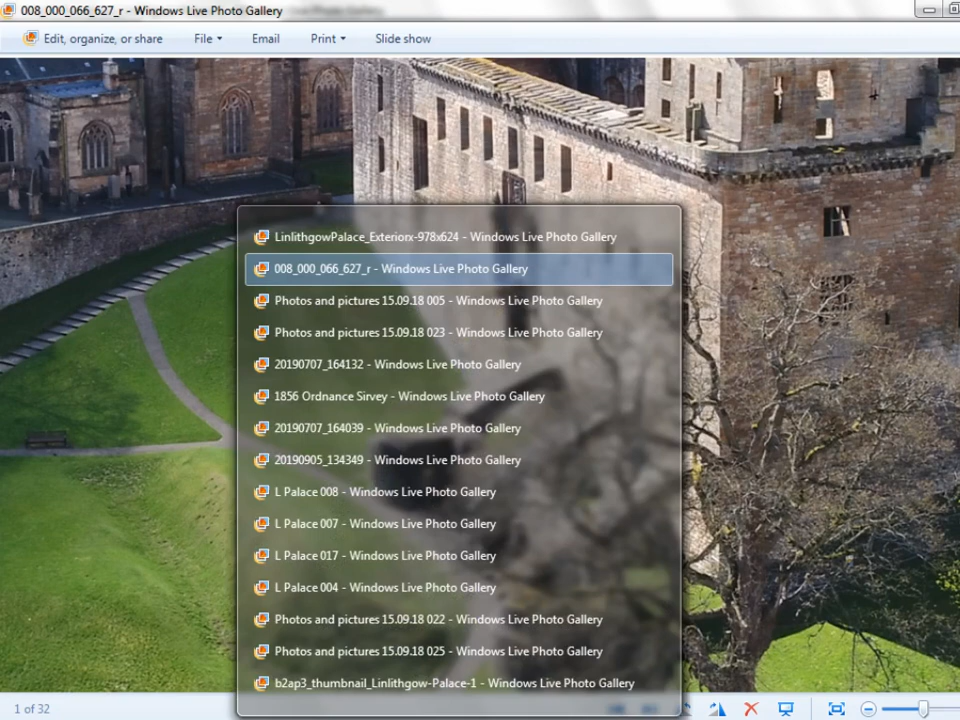 008_000_066_627_r - Windows Live Photo Gallery
Edit, organize, or share File Email Print Slide show
LinlithgowPalace_Exteriorx-978x624 - Windows Live Photo Gallery
008_000_066_627_r - Windows Live Photo Gallery
Photos and pictures 15.09.18 005 - Windows Live Photo Gallery
Photos and pictures 15.09.18 023 - Windows Live Photo Gallery
20190707_164132 - Windows Live Photo Gallery
1856 Ordnance Sirvey - Windows Live Photo Gallery
20190707_164039 - Windows Live Photo Gallery
20190905_134349 - Windows Live Photo Gallery
L Palace 008 - Windows Live Photo Gallery
L Palace 007 - Windows Live Photo Gallery
L Palace 017 - Windows Live Photo Gallery
L Palace 004 - Windows Live Photo Gallery
Photos and pictures 15.09.18 022 - Windows Live Photo Gallery
Photos and pictures 15.09.18 025 - Windows Live Photo Gallery
b2ap3_thumbnail_Linlithgow-Palace-1 - Windows Live Photo Gallery
1 of 32